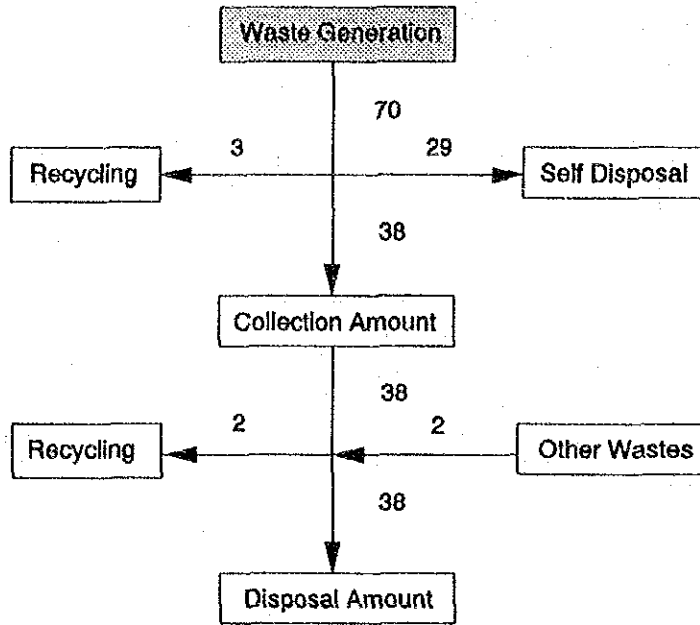 Waste Generation
70
3
29
Recycling
Self Disposal
38
Collection Amount
38
2
2
Recycling
Other Wastes
38
Disposal Amount